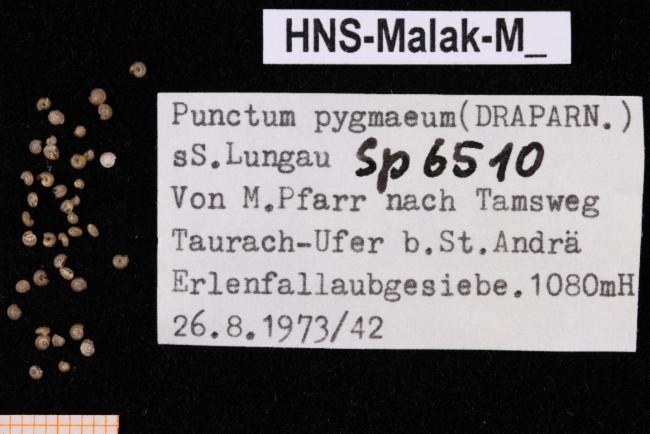 HNS-Malak-M_
Punctum pygmaeum(DRAPARN.)
sS.Lungau Sp 6510
Von M.Pfarr nach Tamsweg
Taurach-Ufer b.St.Andrä
Erlenfallaubgesiebe.1080mH
26.8.1973/42